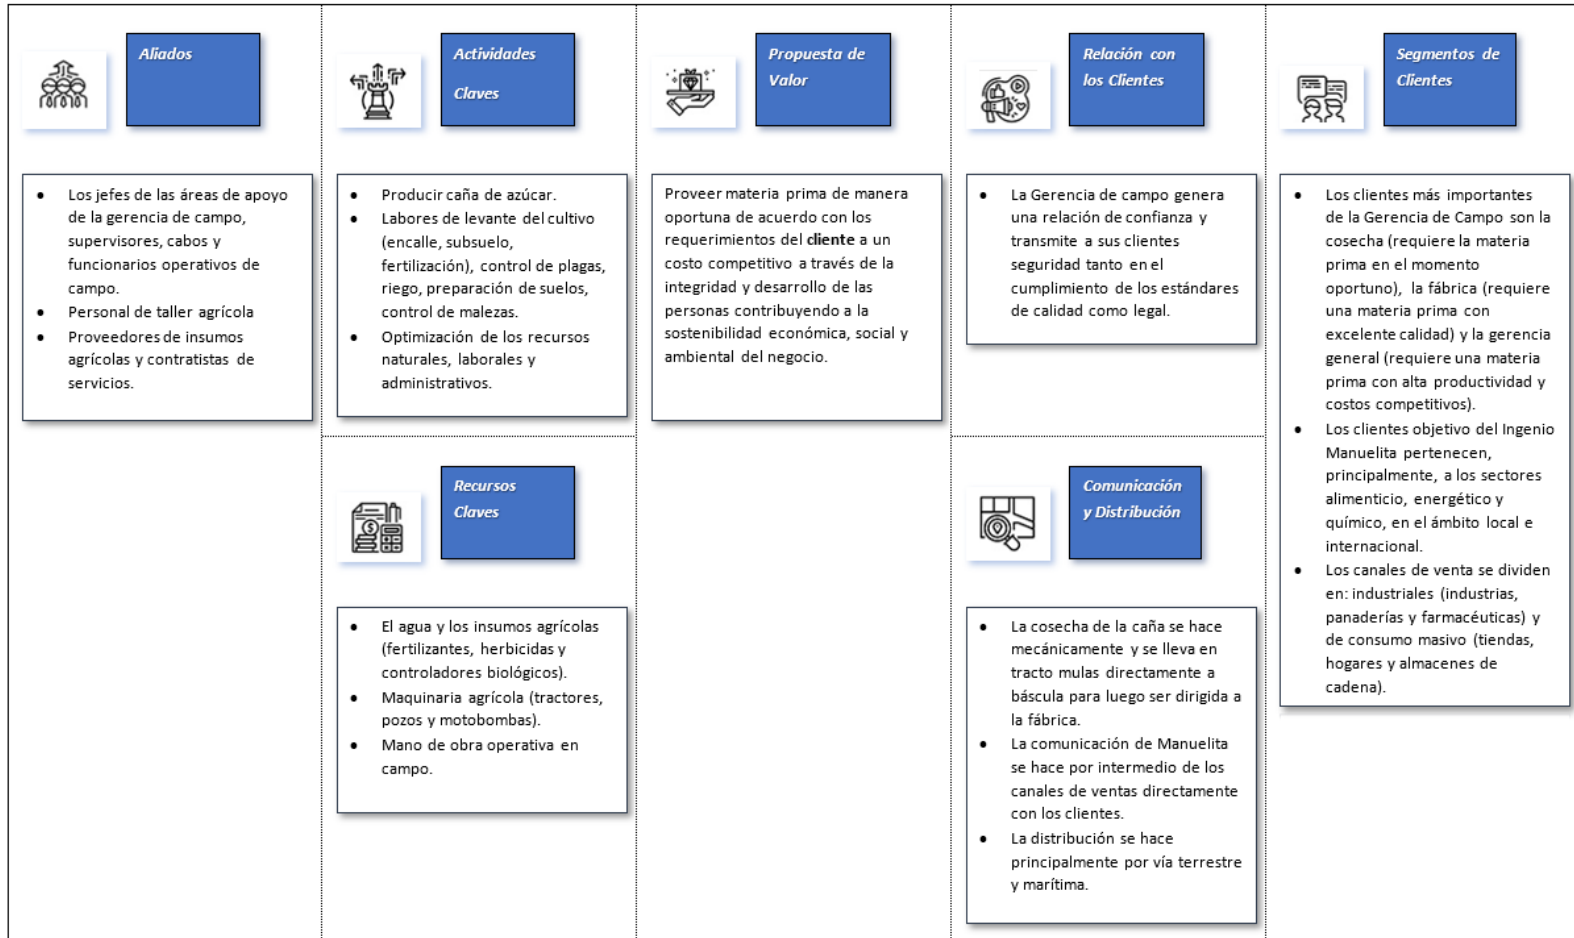 Aliados
Los jefes de las áreas de apoyo
de la gerencia de campo,
supervisores, cabos y
funcionarios operativos de
campo.
Personal de taller agrícola
Proveedores de insumos
agrícolas y contratistas de
servicios.
Actividades
Claves
Producir caña de azúcar.
Labores de levante del cultivo
(encalle, subsuelo,
fertilización), control de plagas,
riego, preparación de suelos,
control de malezas.
Optimización de los recursos
naturales, laborales y
administrativos.
Recursos
Claves
El agua y los insumos agrícolas
(fertilizantes, herbicidas y
controladores biológicos).
Maquinaria agrícola (tractores,
pozos y motobombas).
Mano de obra operativa en
campo.
Propuesta de
Valor
Proveer materia prima de manera
oportuna de acuerdo con los
requerimientos del cliente a un
costo competitivo a través de la
integridad y desarrollo de las
personas contribuyendo a la
sostenibilidad económica, social y
ambiental del negocio.
Relación con
los Clientes
La Gerencia de campo genera
una relación de confianza y
transmite a sus clientes
seguridad tanto en el
cumplimiento de los estándares
de calidad como legal.
Comunicación
y Distribución
La cosecha de la caña se hace
mecánicamente y se lleva en
tracto mulas directamente a
báscula para luego ser dirigida a
la fábrica.
La comunicación de Manuelita
se hace por intermedio de los
canales de ventas directamente
con los clientes.
La distribución se hace
principalmente por vía terrestre
y marítima.
Segmentos de
Clientes
Los clientes más importantes
de la Gerencia de Campo son la
cosecha (requiere la materia
prima en el momento
oportuno), la fábrica (requiere
una materia prima con
excelente calidad) y la gerencia
general (requiere una materia
prima con alta productividad y
costos competitivos).
Los clientes objetivo del Ingenio
Manuelita pertenecen,
principalmente, a los sectores
alimenticio, energético y
químico, en el ámbito local e
internacional.
Los canales de venta se dividen
en: industriales (industrias,
panaderías y farmacéuticas) y
de consumo masivo (tiendas,
hogares y almacenes de
cadena).